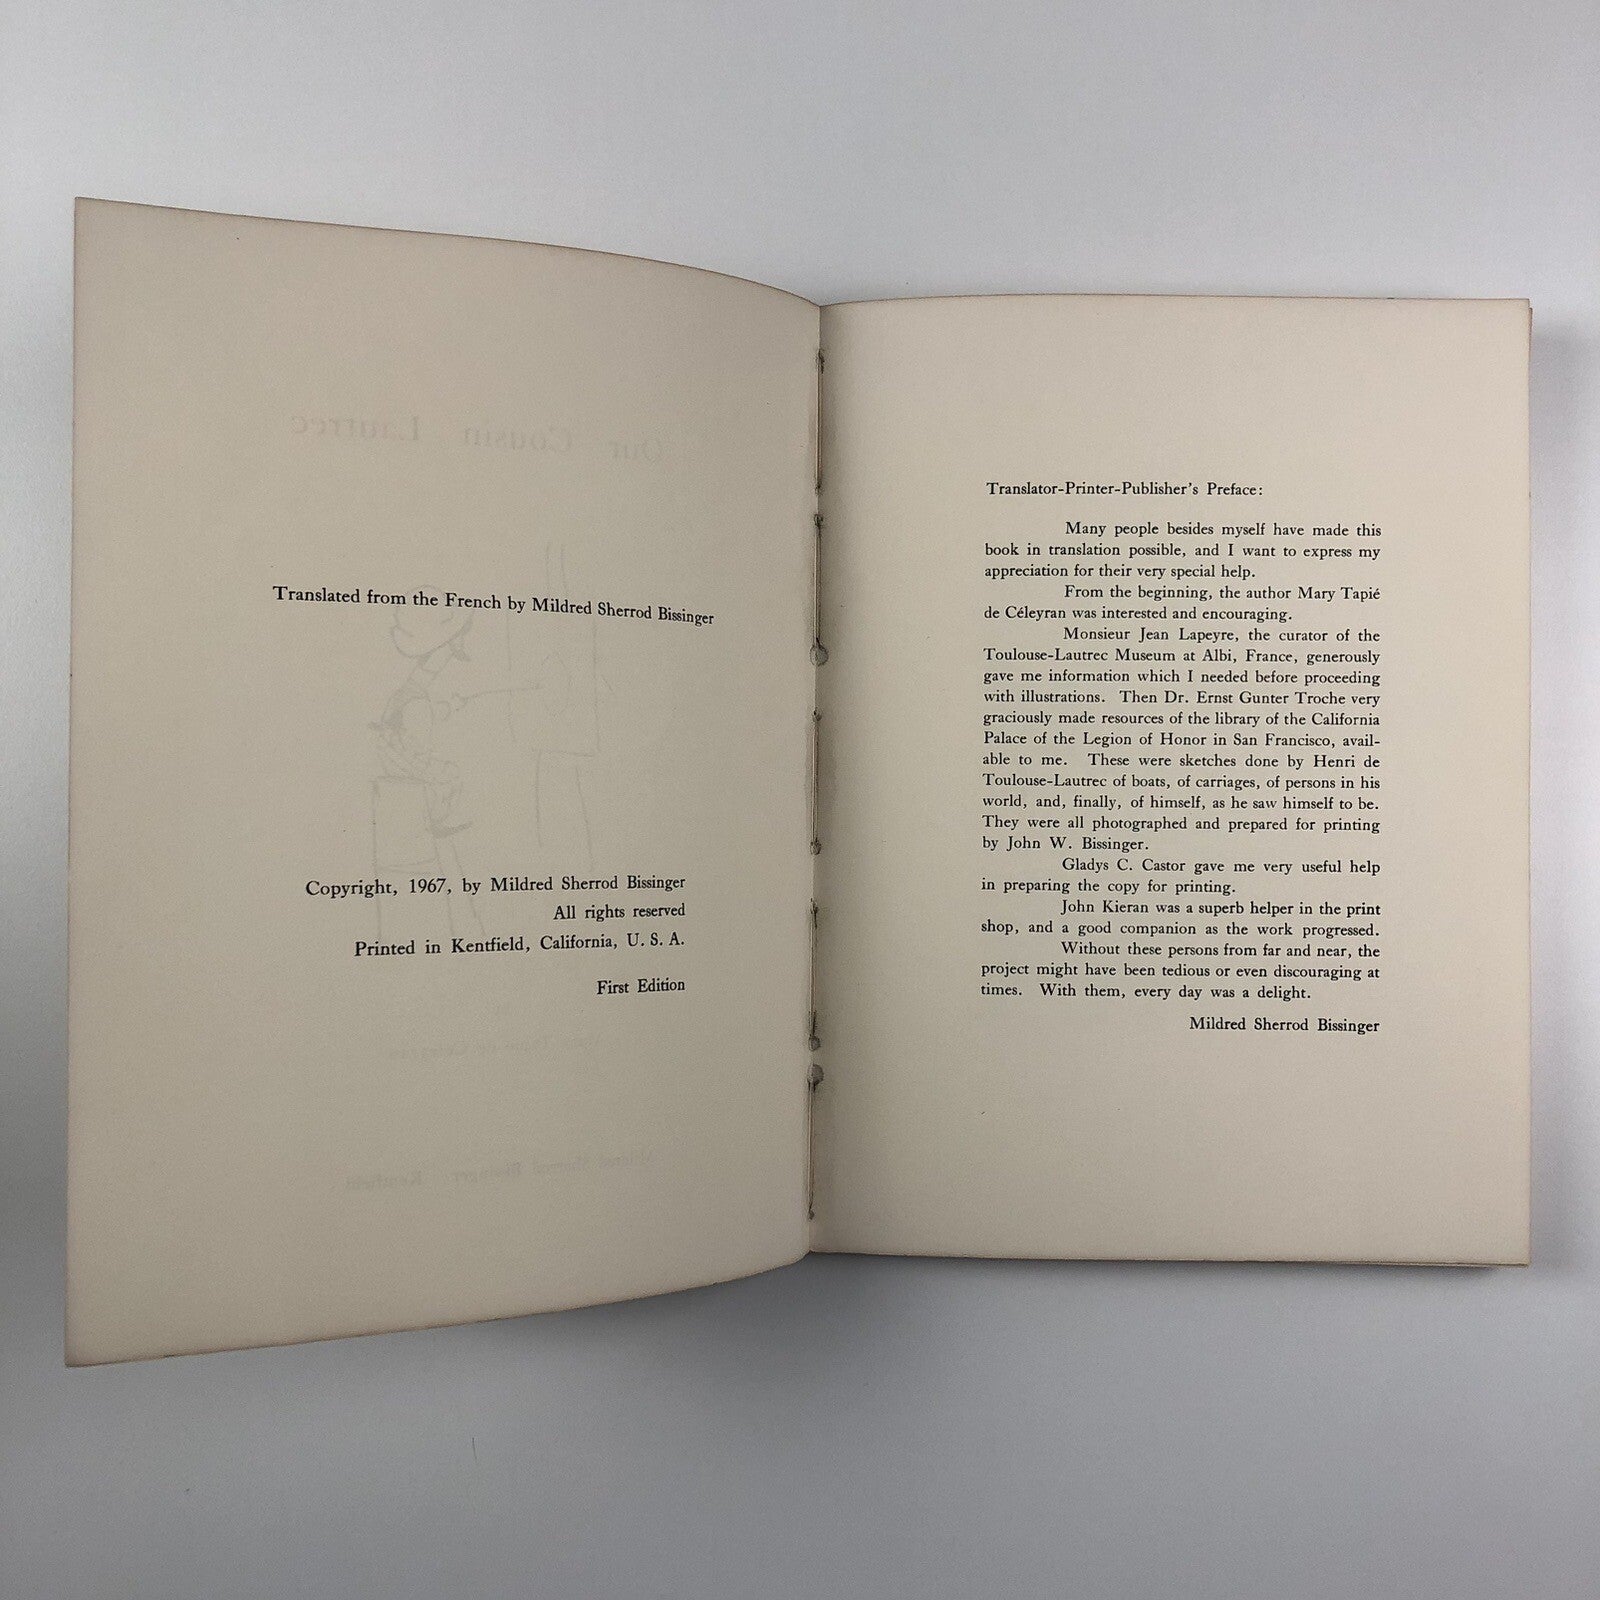 Our Cousin Lautrec
Translated from the French by Mildred Sherrod Bissinger
Copyright, 1967, by Mildred Sherrod Bissinger
All rights reserved
Printed in Kentfield, California, U. S. A.
First Edition
Mildred Sherrod Bissinger Kentfield
Translator-Printer-Publisher's Preface:
Many people besides myself have made this
book in translation possible, and I want to express my
appreciation for their very special help.
From the beginning, the author Mary Tapié
de Céleyran was interested and encouraging.
Monsieur Jean Lapeyre, the curator of the
Toulouse-Lautrec Museum at Albi, France, generously
gave me information which I needed before proceeding
with illustrations. Then Dr. Ernst Gunter Troche very
graciously made resources of the library of the California
Palace of the Legion of Honor in San Francisco, avail-
able to me. These were sketches done by Henri de
Toulouse-Lautrec of boats, of carriages, of persons in his
world, and, finally, of himself, as he saw himself to be.
They were all photographed and prepared for printing
by John W. Bissinger.
Gladys C. Castor gave me very useful help
in preparing the copy for printing.
John Kieran was a superb helper in the print
shop, and a good companion as the work progressed.
Without these persons from far and near, the
project might have been tedious or even discouraging at
times. With them, every day was a delight.
Mildred Sherrod Bissinger